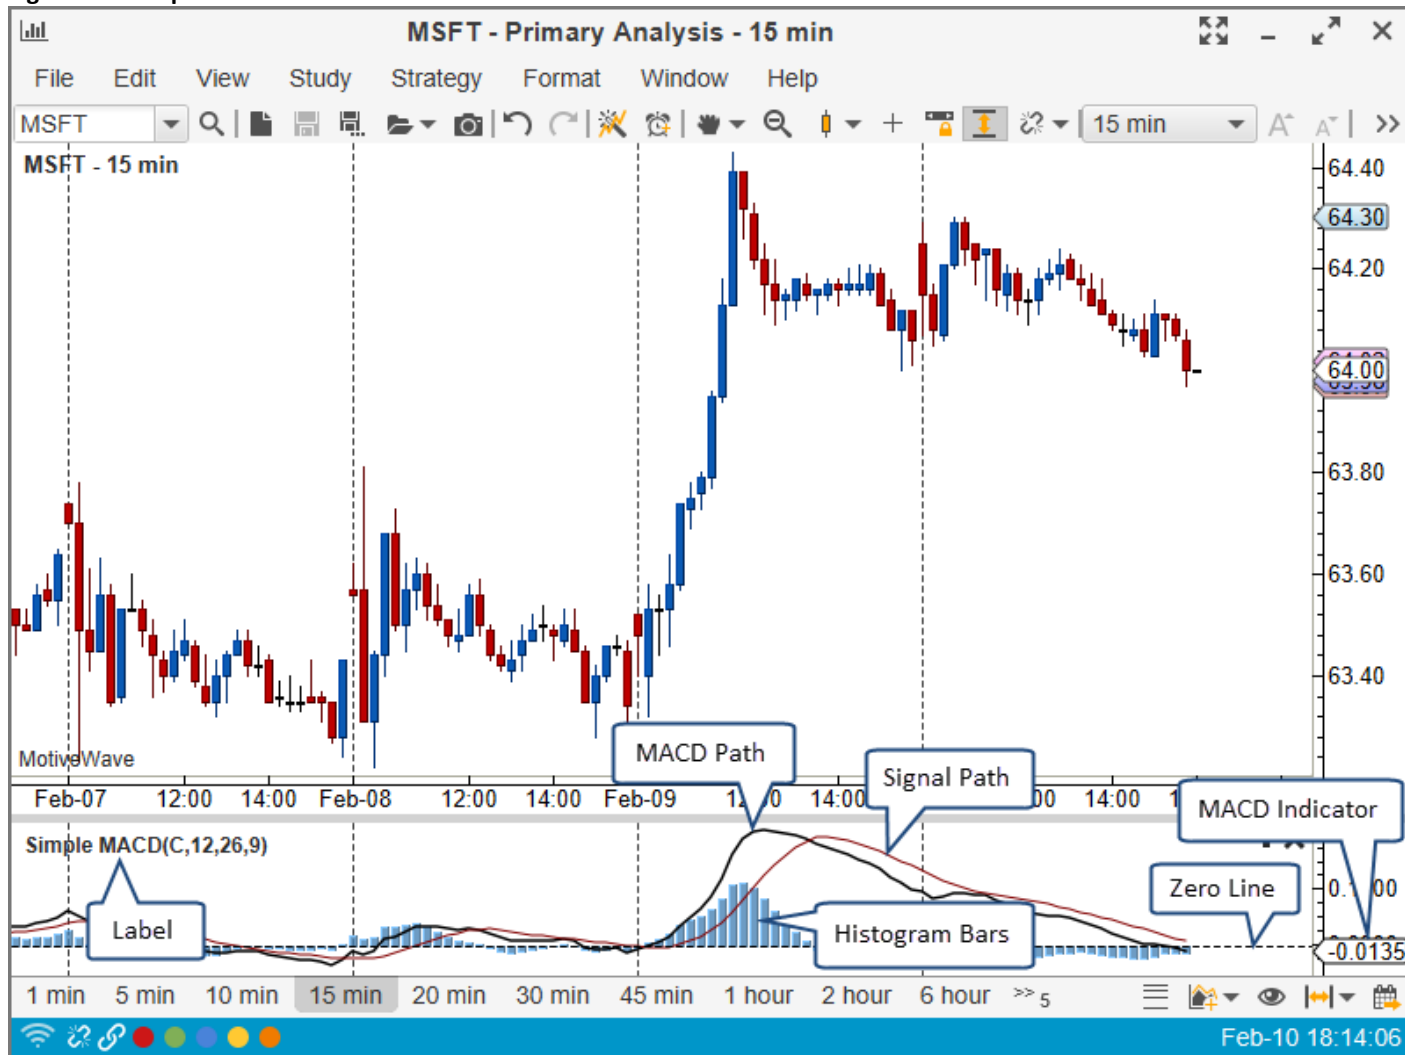 MSFT - Primary Analysis - 15 min
File Edit View Study Strategy Format Window Help
MSFT 15 min A A >>
MSFT - 15 min
64.40
64.30
64.20
64.00
63.80
63.60
63.40
MotiveWave
MACD Path
Signal Path
MACD Indicator
Feb-07 12:00 14:00 Feb-08 12:00 14:00 Feb-09 14:00 14:00
Simple MACD(C,12,26,9)
Zero Line
Label
Histogram Bars
-0.0135
1 min 5 min 10 min 15 min 20 min 30 min 45 min 1 hour 2 hour 6 hour >> 5
Feb-10 18:14:06